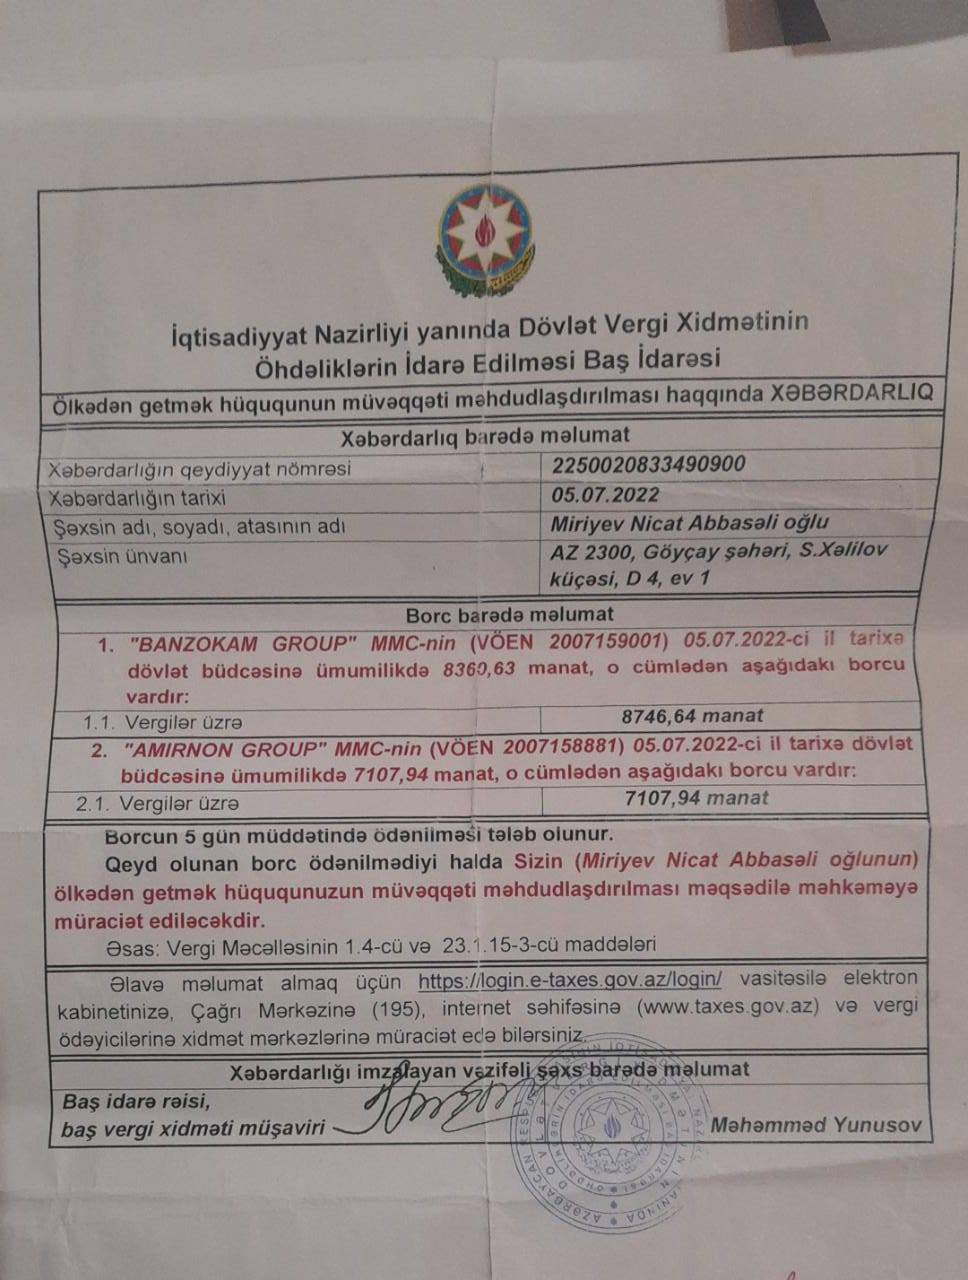 İqtisadiyyat Nazirliyi yanında Dövlət Vergi Xidmətinin
Öhdəliklərin İdarə Edilməsi Baş İdarəsi
Ölkədən getmək hüququnun müvəqqəti məhdudlaşdırılması haqqında XƏBƏRDARLIQ
Xəbərdarlıq barədə məlumat
Xəbərdarlığın qeydiyyat nömrəsi 2250020833490900
Xəbərdarlığın tarixi 05.07.2022
Şəxsin adı, soyadı, atasının adı Miriyev Nicat Abbasəli oğlu
Şəxsin ünvanı AZ 2300, Göyçay şəhəri, S.Xəlilov
küçəsi, D 4, ev 1
Borc barədə məlumat
1. "BANZOKAM GROUP" MMC-nin (VÖEN 2007159001) 05.07.2022-ci il tarixə
dövlət büdcəsinə ümumilikdə 8360,63 manat, o cümlədən aşağıdakı borcu
vardır:
1.1. Vergilər üzrə 8746,64 manat
2. "AMIRNON GROUP" MMC-nin (VÖEN 2007158881) 05.07.2022-ci il tarixə dövlət
büdcəsinə ümumilikdə 7107,94 manat, o cümlədən aşağıdakı borcu vardır:
2.1. Vergilər üzrə 7107,94 manat
Borcun 5 gün müddətində ödənilməsi tələb olunur.
Qeyd olunan borc ödənilmədiyi halda Sizin (Miriyev Nicat Abbasəli oğlunun)
ölkədən getmək hüququnuzun müvəqqəti məhdudlaşdırılması məqsədilə məhkəməyə
müraciət ediləcəkdir.
Əsas: Vergi Məcəlləsinin 1.4-cü və 23.1.15-3-cü maddələri
Əlavə məlumat almaq üçün https://login.e-taxes.gov.az/login/ vasitəsilə elektron
kabinetinizə, Çağrı Mərkəzinə (195), internet səhifəsinə (www.taxes.gov.az) və vergi
ödəyicilərinə xidmət mərkəzlərinə müraciət edə bilərsiniz.
Xəbərdarlığı imzalayan vəzifəli şəxs barədə məlumat
Baş idarə rəisi,
baş vergi xidməti müşaviri Məhəmməd Yunusov